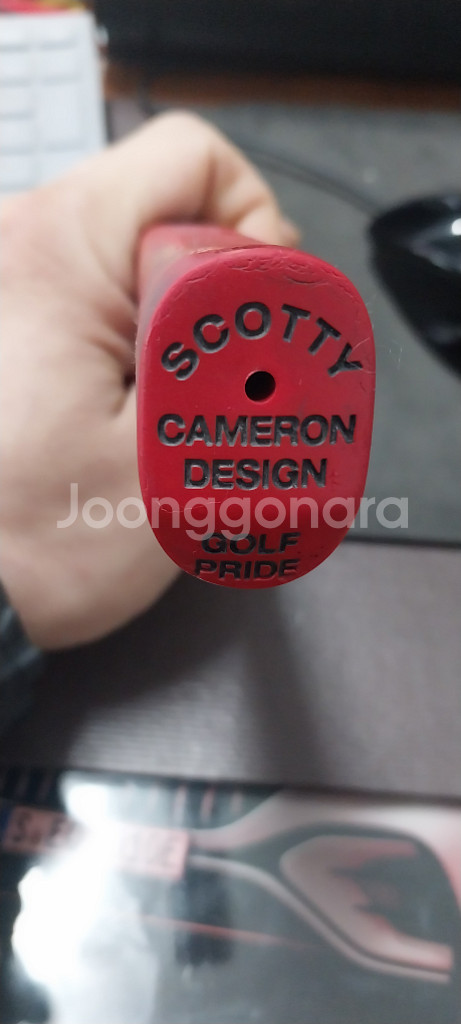 SCOTTY
CAMERON
DESIGN
Joonggonara
GOLF
PRIDE